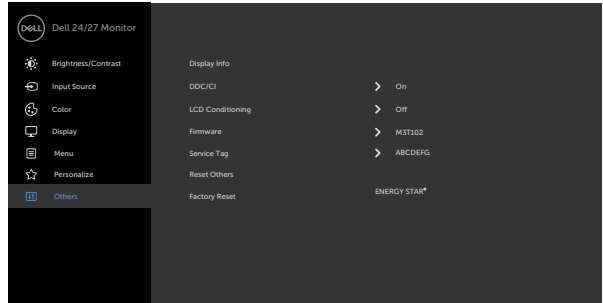 DELL
Dell 24/27 Monitor
Brightness/Contrast
Input Source
Color
Display
Menu
Personalize
Others
Display Info
DDC/CI On
LCD Conditioning Off
Firmware M3T102
Service Tag ABCDEFG
Reset Others
Factory Reset ENERGY STAR®